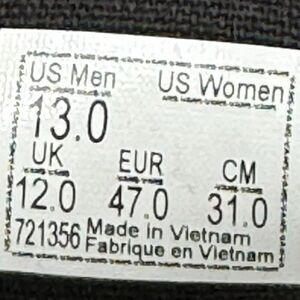 US Men US Women
13.0
UK EUR CM
12.0 47.0 31.0
721356 Made in Vietnam
Fabrique en Vietnam